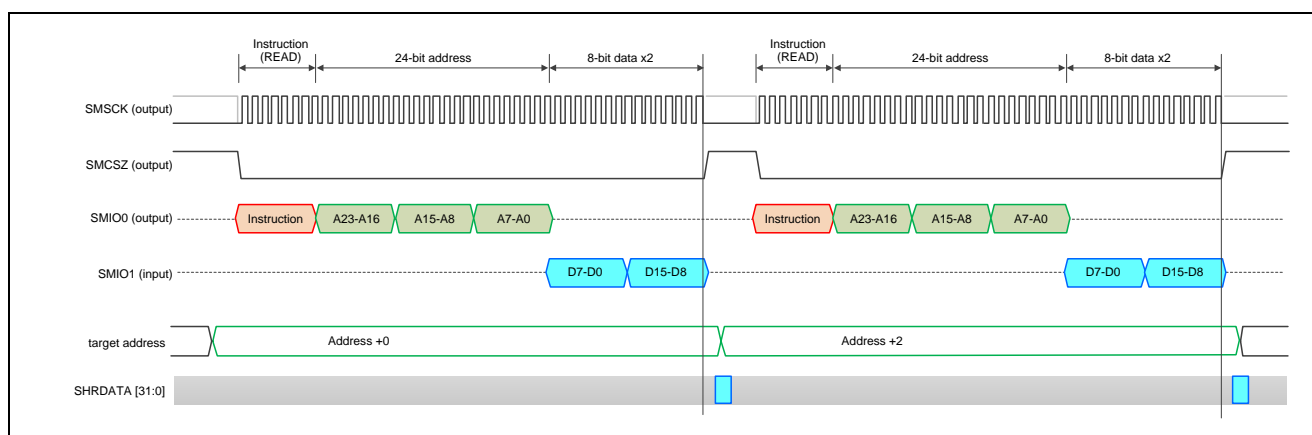 Instruction
(READ)
24-bit address
8-bit data x2
Instruction
(READ)
24-bit address
8-bit data x2
SMSCK (output)
SMCSZ (output)
SMIO0 (output)
Instruction
A23-A16
A15-A8
A7-A0
Instruction
A23-A16
A15-A8
A7-A0
SMIO1 (input)
D7-D0
D15-D8
D7-D0
D15-D8
target address
Address +0
Address +2
SHRDATA [31:0]